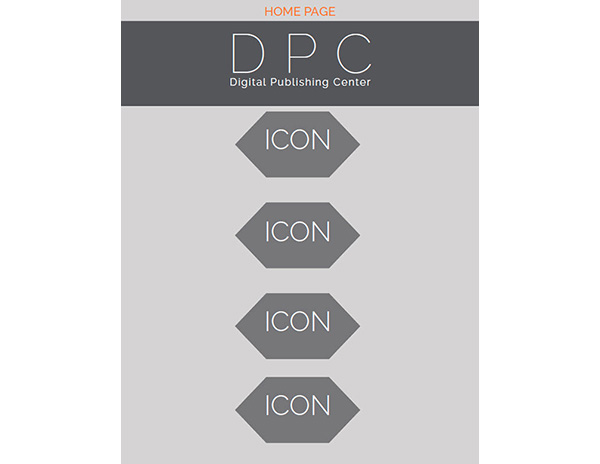 HOME PAGE
D P C
Digital Publishing Center
ICON
ICON
ICON
ICON